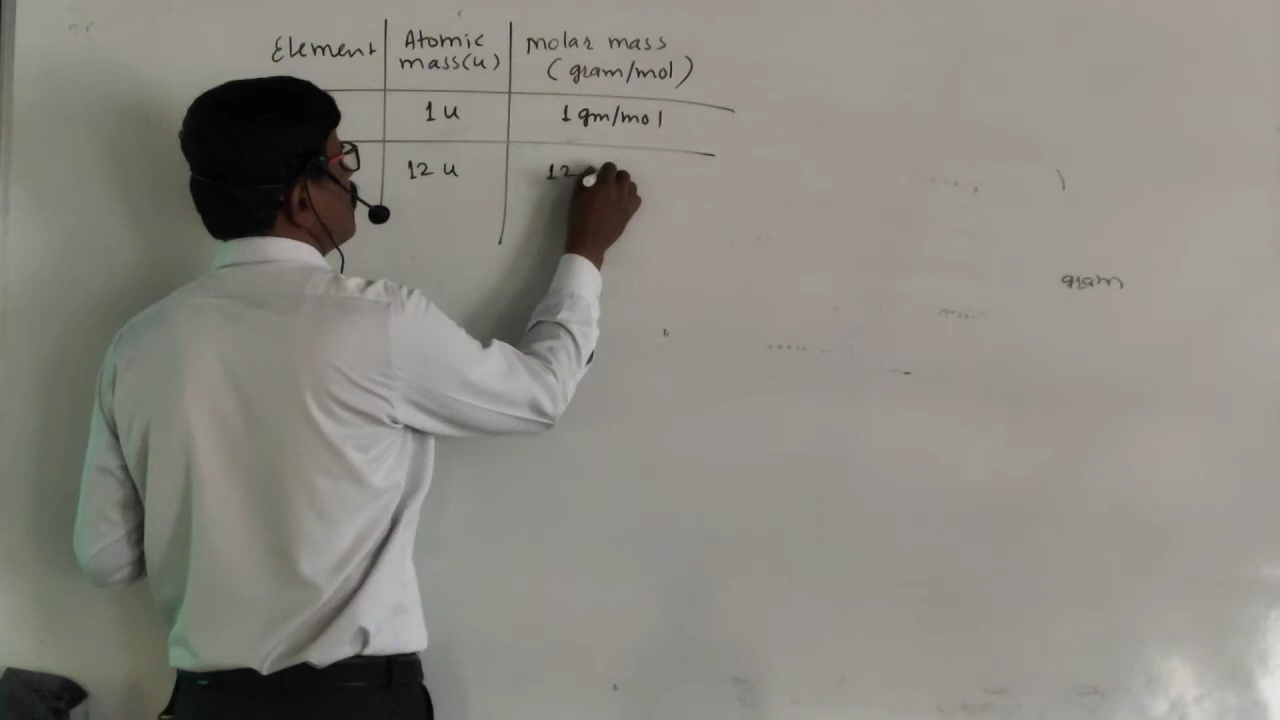 Element | Atomic mass(u) | Molar mass (gram/mol)
1 u | 1 gm/mol
12 u | 12
gram